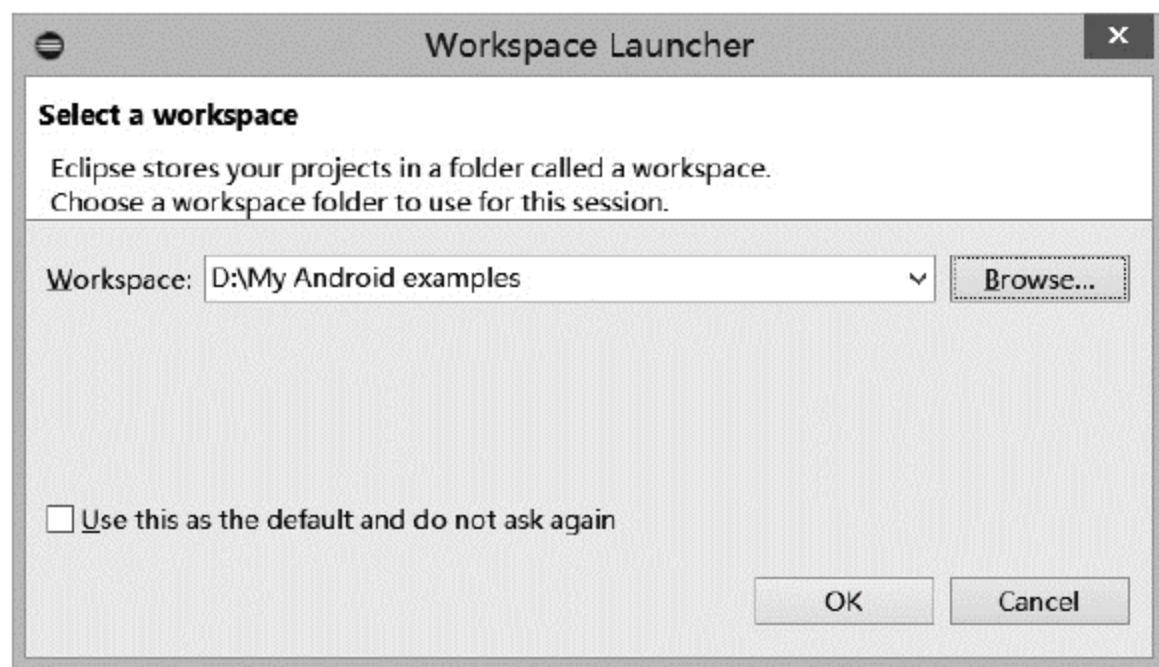 Workspace Launcher
x
Select a workspace
Eclipse stores your projects in a folder called a workspace.
Choose a workspace folder to use for this session.
Workspace: D:\My Android examples Browse...
Use this as the default and do not ask again
OK Cancel